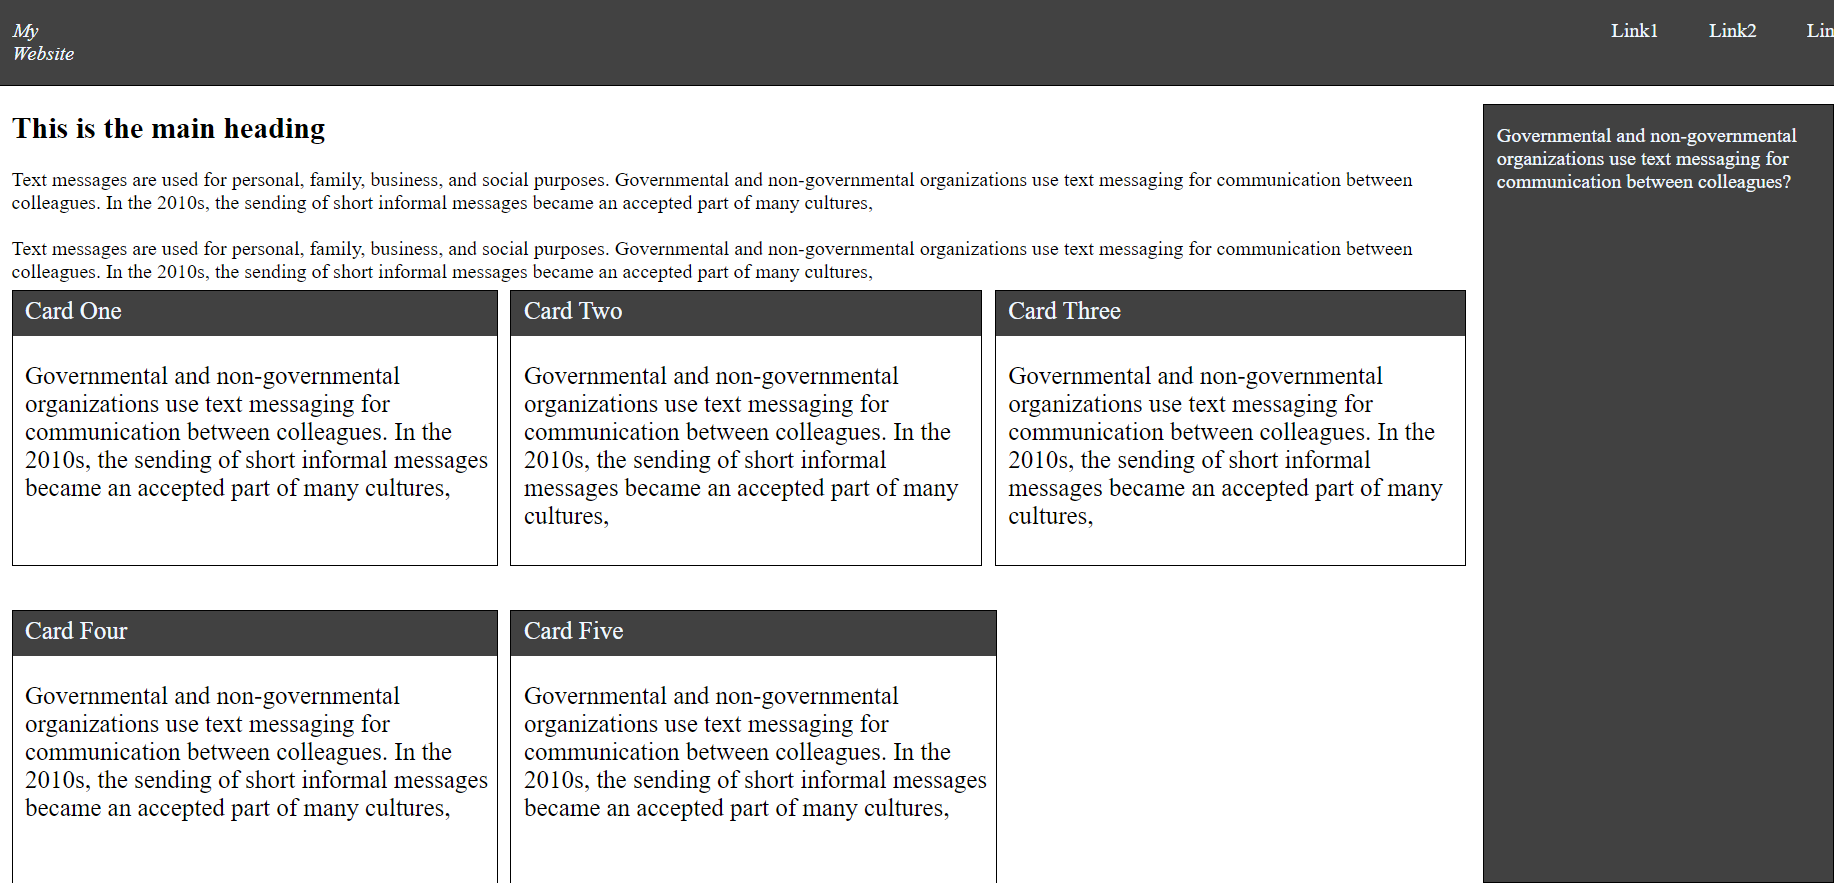 My
Website
Link1
Link2
Lin
This is the main heading
Text messages are used for personal, family, business, and social purposes. Governmental and non-governmental organizations use text messaging for communication between
colleagues. In the 2010s, the sending of short informal messages became an accepted part of many cultures,
Text messages are used for personal, family, business, and social purposes. Governmental and non-governmental organizations use text messaging for communication between
colleagues. In the 2010s, the sending of short informal messages became an accepted part of many cultures,
Card One
Governmental and non-governmental
organizations use text messaging for
communication between colleagues. In the
2010s, the sending of short informal messages
became an accepted part of many cultures,
Card Two
Governmental and non-governmental
organizations use text messaging for
communication between colleagues. In the
2010s, the sending of short informal
messages became an accepted part of many
cultures,
Card Three
Governmental and non-governmental
organizations use text messaging for
communication between colleagues. In the
2010s, the sending of short informal
messages became an accepted part of many
cultures,
Card Four
Governmental and non-governmental
organizations use text messaging for
communication between colleagues. In the
2010s, the sending of short informal messages
became an accepted part of many cultures,
Card Five
Governmental and non-governmental
organizations use text messaging for
communication between colleagues. In the
2010s, the sending of short informal messages
became an accepted part of many cultures,
Governmental and non-governmental
organizations use text messaging for
communication between colleagues?